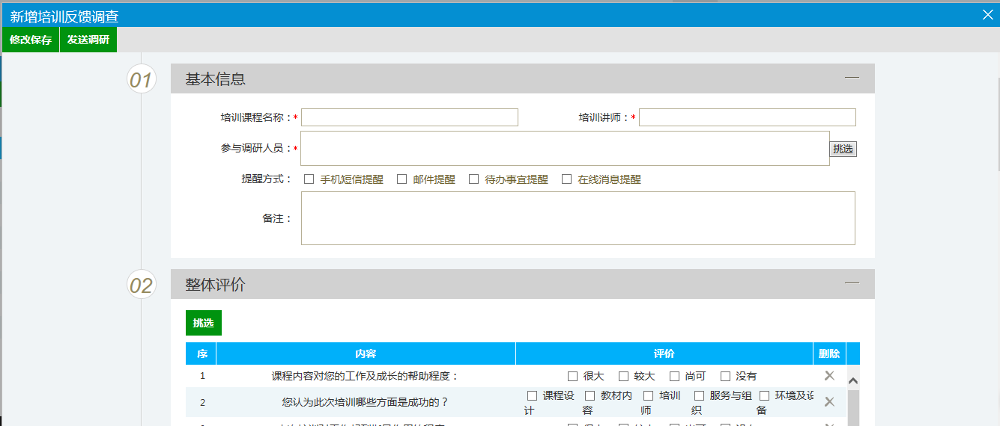 新增培训反馈调查
修改保存 发送调研
01 基本信息
培训课程名称：* 培训讲师：*
参与调研人员：* 挑选
提醒方式： 手机短信提醒 邮件提醒 待办事宜提醒 在线消息提醒
备注：
02 整体评价
挑选
序 内容 评价 删除
1 课程内容对您的工作及成长的帮助程度： 很大 较大 尚可 没有
2 您认为此次培训哪些方面是成功的？ 课程设计 教材内容 培训师 服务与组织 环境及设备